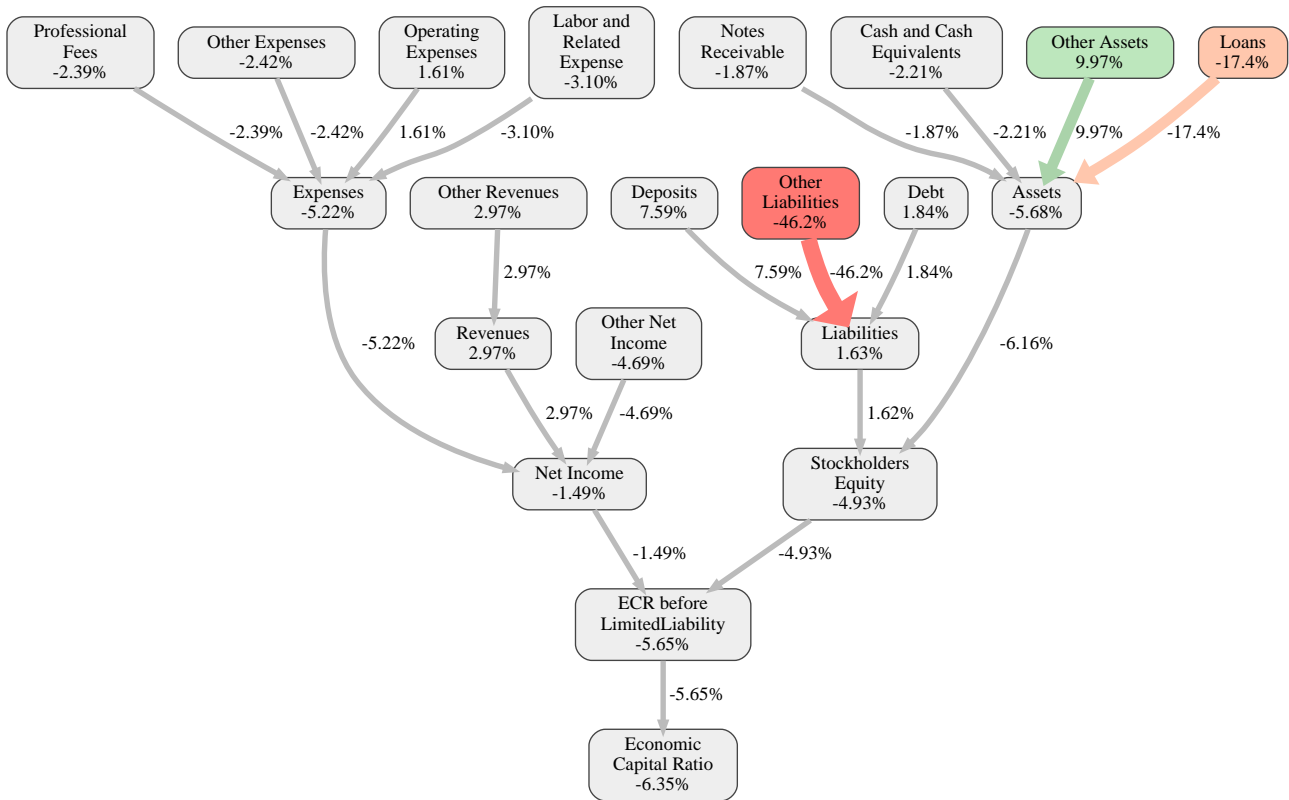 Professional
Fees
-2.39%
Other Expenses
-2.42%
Operating
Expenses
1.61%
Labor and
Related
Expense
-3.10%
Notes
Receivable
-1.87%
Cash and Cash
Equivalents
-2.21%
Other Assets
9.97%
Loans
-17.4%
-2.39%
-2.42%
1.61%
-3.10%
-1.87%
-2.21%
9.97%
-17.4%
Expenses
-5.22%
Other Revenues
2.97%
Deposits
7.59%
Other
Liabilities
-46.2%
Debt
1.84%
Assets
-5.68%
2.97%
7.59%
-46.2%
1.84%
-5.22%
Revenues
2.97%
Other Net
Income
-4.69%
Liabilities
1.63%
-6.16%
2.97%
-4.69%
1.62%
Net Income
-1.49%
Stockholders
Equity
-4.93%
-1.49%
-4.93%
ECR before
LimitedLiability
-5.65%
-5.65%
Economic
Capital Ratio
-6.35%